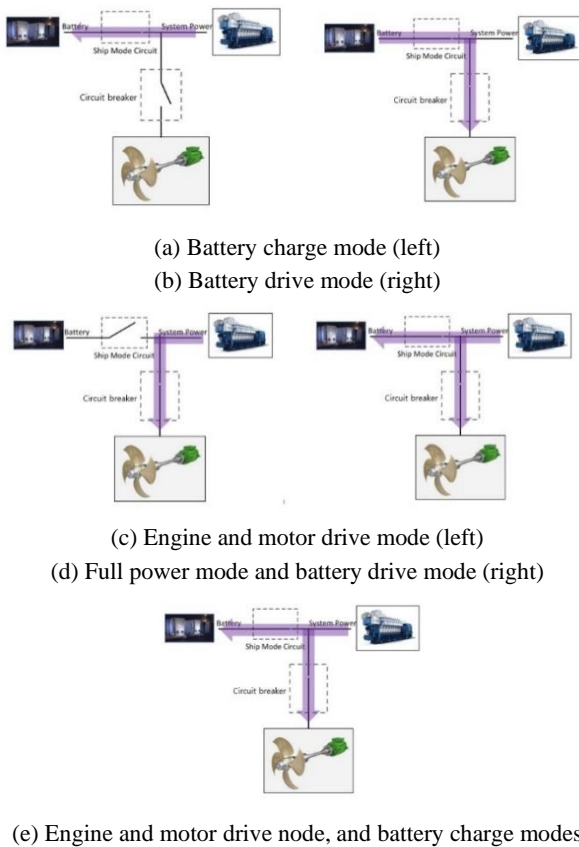 Battery System Power
Ship Mode Circuit
Circuit breaker
Battery System Power
Ship Mode Circuit
Circuit breaker
(a) Battery charge mode (left)
(b) Battery drive mode (right)
Battery System Power
Ship Mode Circuit
Circuit breaker
Battery System Power
Ship Mode Circuit
Circuit breaker
(c) Engine and motor drive mode (left)
(d) Full power mode and battery drive mode (right)
Battery System Power
Ship Mode Circuit
Circuit breaker
(e) Engine and motor drive node, and battery charge modes